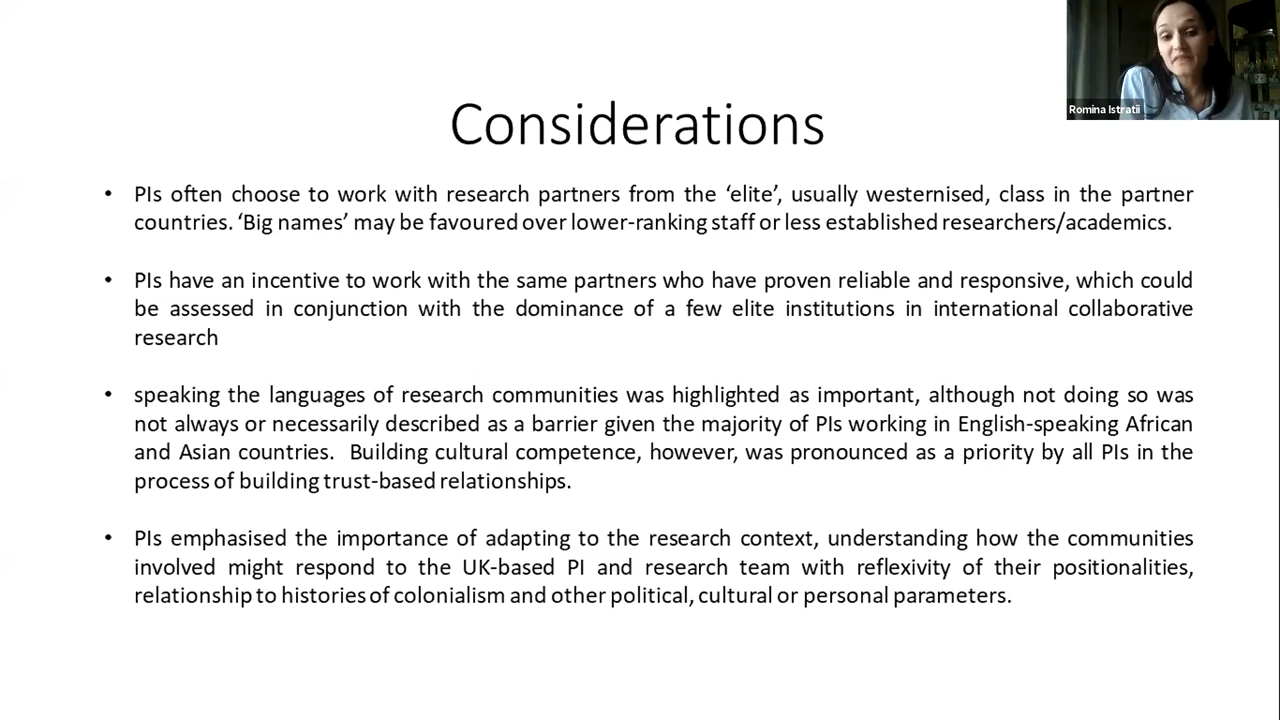 Considerations
Romina Istratii
• PIs often choose to work with research partners from the ‘elite’, usually westernised, class in the partner
countries. ‘Big names’ may be favoured over lower-ranking staff or less established researchers/academics.
• PIs have an incentive to work with the same partners who have proven reliable and responsive, which could
be assessed in conjunction with the dominance of a few elite institutions in international collaborative
research
• speaking the languages of research communities was highlighted as important, although not doing so was
not always or necessarily described as a barrier given the majority of PIs working in English-speaking African
and Asian countries.  Building cultural competence, however, was pronounced as a priority by all PIs in the
process of building trust-based relationships.
• PIs emphasised the importance of adapting to the research context, understanding how the communities
involved might respond to the UK-based PI and research team with reflexivity of their positionalities,
relationship to histories of colonialism and other political, cultural or personal parameters.